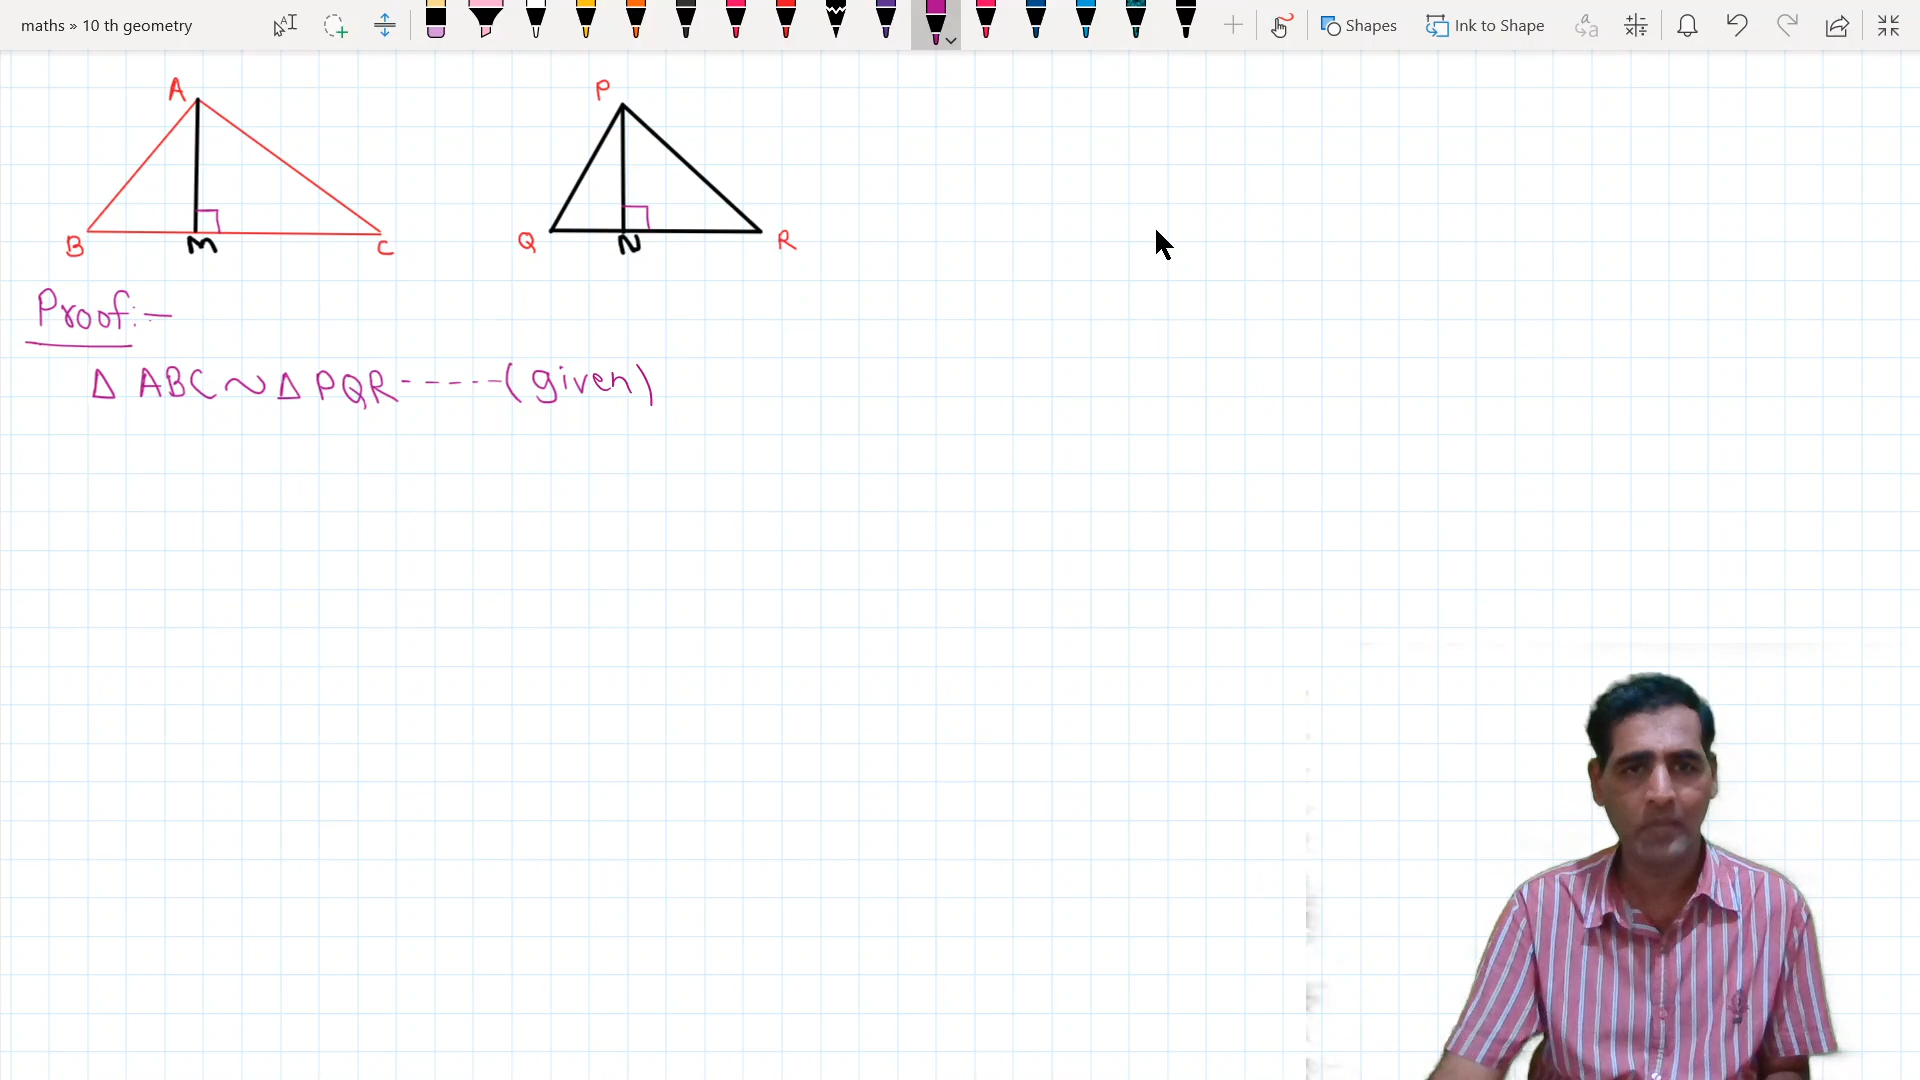 maths » 10 th geometry
Shapes
Ink to Shape
A
P
B
M
C
Q
N
R
Proof:-
Δ ABC ~ Δ PQR -----(given)